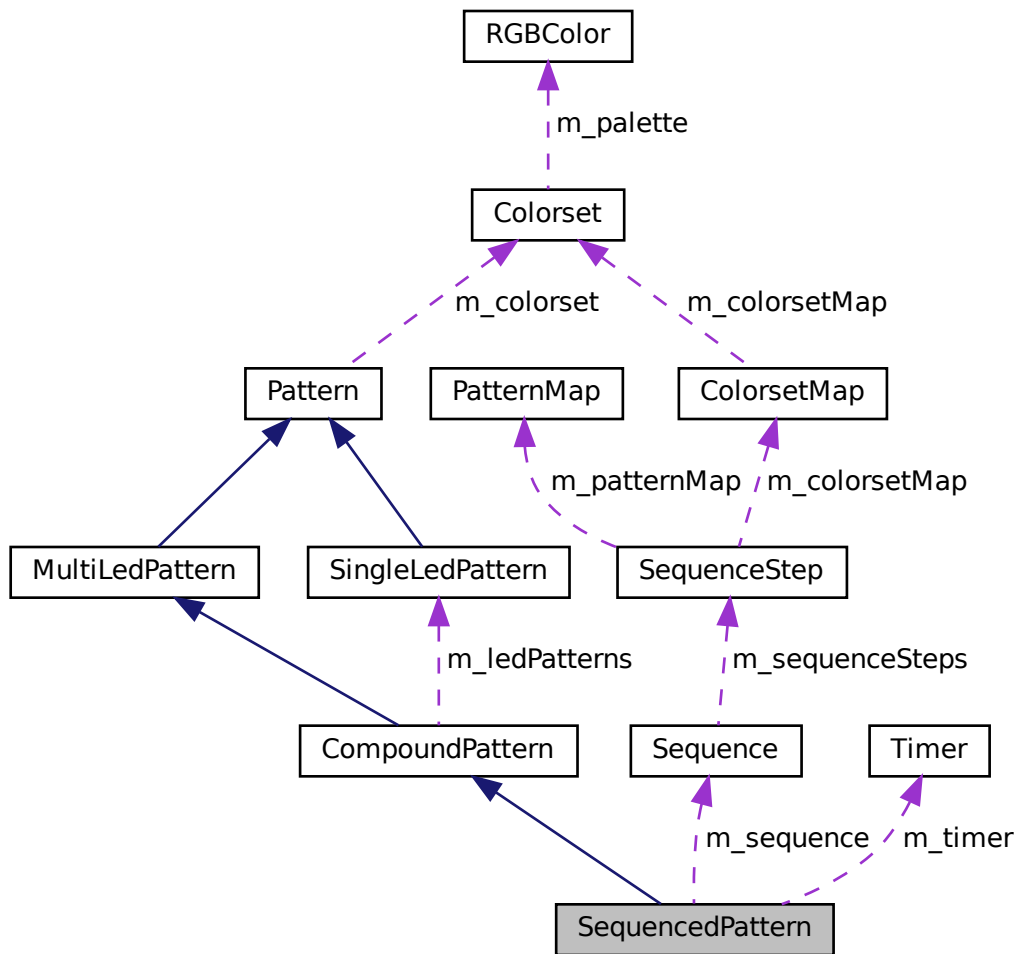 RGBColor
m_palette
Colorset
m_colorset
m_colorsetMap
Pattern
PatternMap
ColorsetMap
m_patternMap
m_colorsetMap
MultiLedPattern
SingleLedPattern
SequenceStep
m_ledPatterns
m_sequenceSteps
CompoundPattern
Sequence
Timer
m_sequence
m_timer
SequencedPattern